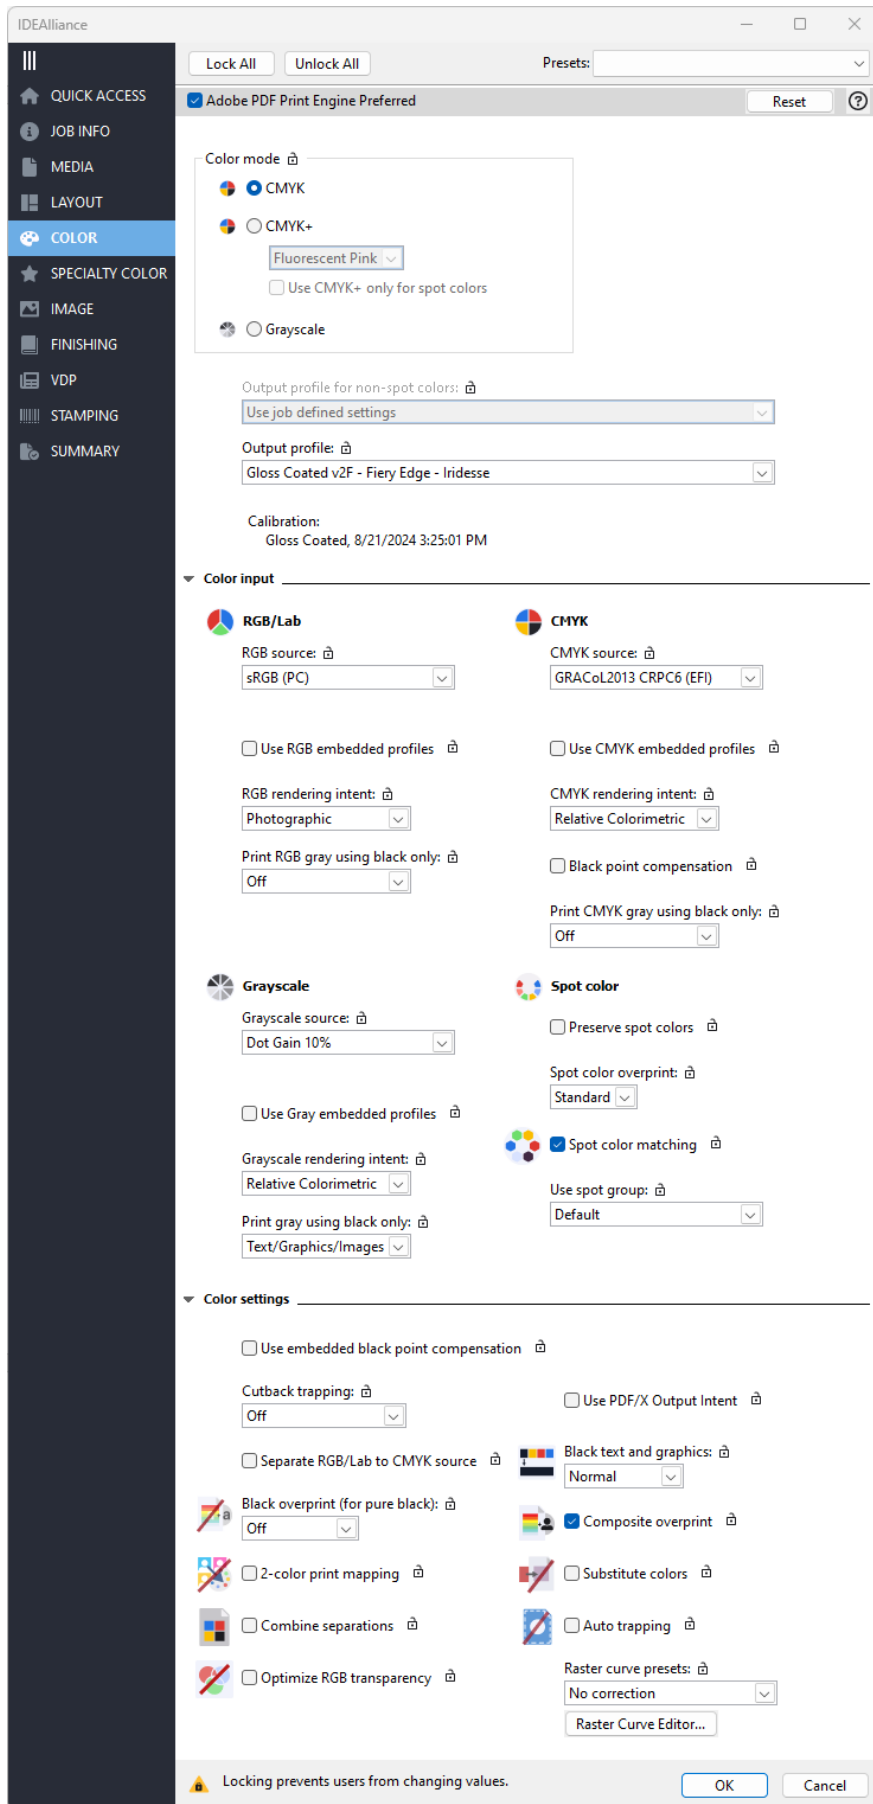 IDEAlliance
QUICK ACCESS
JOB INFO
MEDIA
LAYOUT
COLOR
SPECIALTY COLOR
IMAGE
FINISHING
VDP
STAMPING
SUMMARY
Lock All Unlock All Presets:
Adobe PDF Print Engine Preferred Reset ?
Color mode
CMYK
CMYK+
Fluorescent Pink
Use CMYK+ only for spot colors
Grayscale
Output profile for non-spot colors:
Use job defined settings
Output profile:
Gloss Coated v2F - Fiery Edge - Iridesse
Calibration:
Gloss Coated, 8/21/2024 3:25:01 PM
Color input
RGB/Lab
RGB source:
sRGB (PC)
Use RGB embedded profiles
RGB rendering intent:
Photographic
Print RGB gray using black only:
Off
CMYK
CMYK source:
GRACoL2013 CRPC6 (EFI)
Use CMYK embedded profiles
CMYK rendering intent:
Relative Colorimetric
Black point compensation
Print CMYK gray using black only:
Off
Grayscale
Grayscale source:
Dot Gain 10%
Use Gray embedded profiles
Grayscale rendering intent:
Relative Colorimetric
Print gray using black only:
Text/Graphics/Images
Spot color
Preserve spot colors
Spot color overprint:
Standard
Spot color matching
Use spot group:
Default
Color settings
Use embedded black point compensation
Cutback trapping:
Off
Use PDF/X Output Intent
Separate RGB/Lab to CMYK source
Black text and graphics:
Normal
a
Black overprint (for pure black):
Off
Composite overprint
2-color print mapping
Substitute colors
Combine separations
Auto trapping
Optimize RGB transparency
Raster curve presets:
No correction
Raster Curve Editor...
Locking prevents users from changing values.
OK Cancel